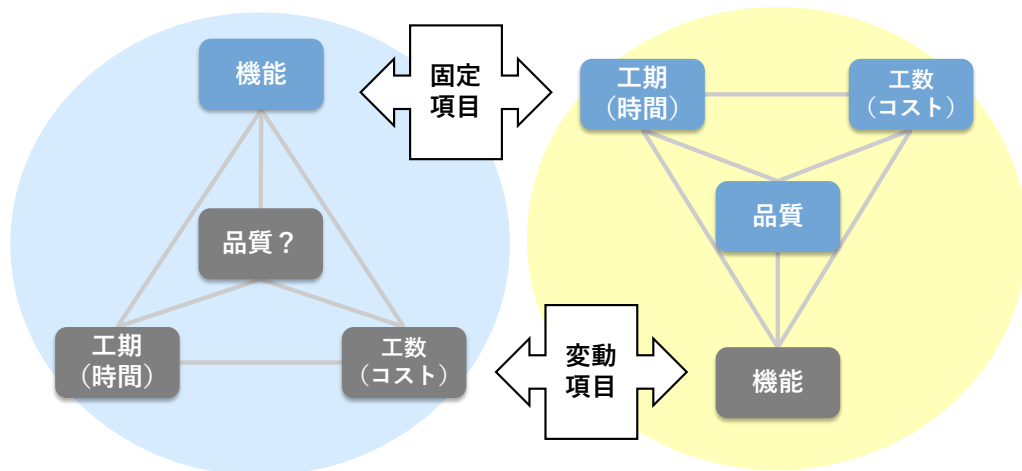 機能
品質？
工期
（時間）
工数
（コスト）
固定
項目
変動
項目
工期
（時間）
工数
（コスト）
品質
機能